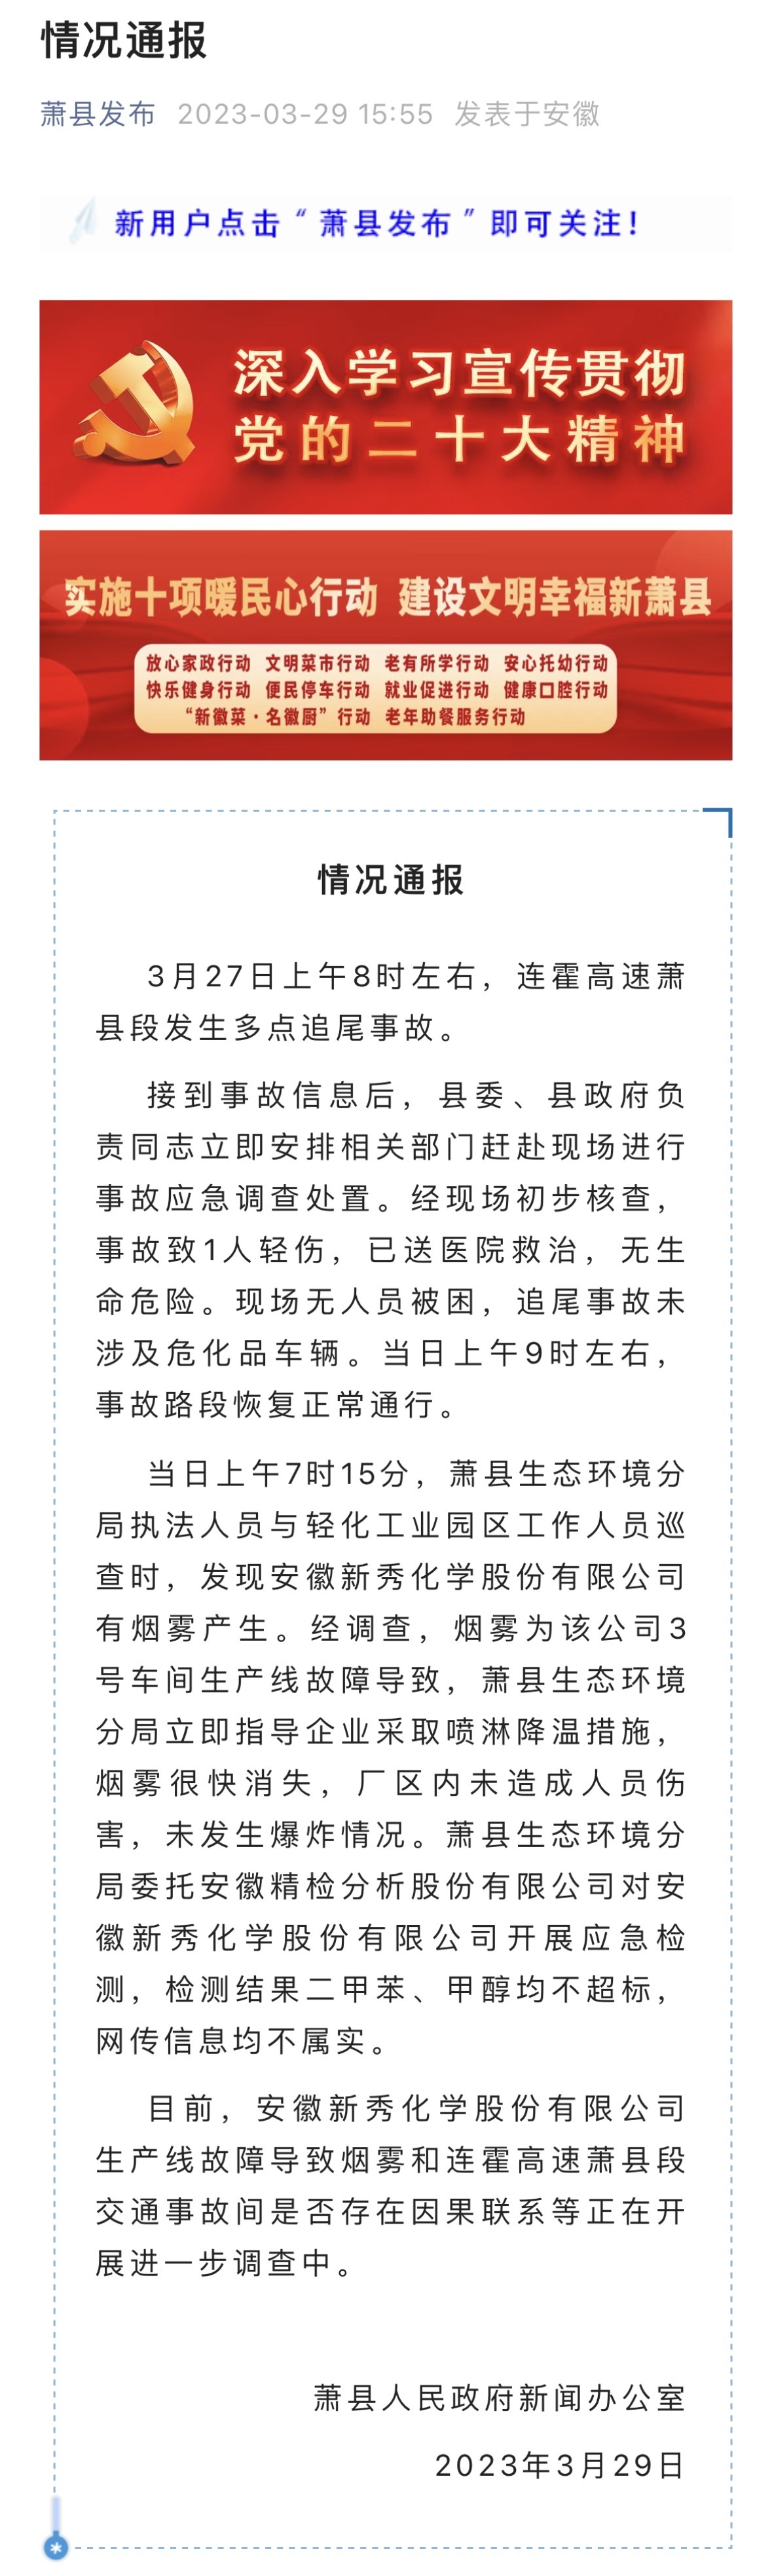 情况通报
萧县发布 2023-03-29 15:55 发表于安徽
新用户点击“萧县发布”即可关注！
深入学习宣传贯彻
党的二十大精神
实施十项暖民心行动 建设文明幸福新萧县
放心家政行动 文明菜市行动 老有所学行动 安心托幼行动
快乐健身行动 便民停车行动 就业促进行动 健康口腔行动
“新徽菜·名徽厨”行动 老年助餐服务行动
情况通报
3月27日上午8时左右，连霍高速萧
县段发生多点追尾事故。
接到事故信息后，县委、县政府负
责同志立即安排相关部门赶赴现场进行
事故应急调查处置。经现场初步核查，
事故致1人轻伤，已送医院救治，无生
命危险。现场无人员被困，追尾事故未
涉及危化品车辆。当日上午9时左右，
事故路段恢复正常通行。
当日上午7时15分，萧县生态环境分
局执法人员与轻化工业园区工作人员巡
查时，发现安徽新秀化学股份有限公司
有烟雾产生。经调查，烟雾为该公司3
号车间生产线故障导致，萧县生态环境
分局立即指导企业采取喷淋降温措施，
烟雾很快消失，厂区内未造成人员伤
害，未发生爆炸情况。萧县生态环境分
局委托安徽精检分析股份有限公司对安
徽新秀化学股份有限公司开展应急检
测，检测结果二甲苯、甲醇均不超标，
网传信息均不属实。
目前，安徽新秀化学股份有限公司
生产线故障导致烟雾和连霍高速萧县段
交通事故间是否存在因果联系等正在开
展进一步调查中。
萧县人民政府新闻办公室
2023年3月29日